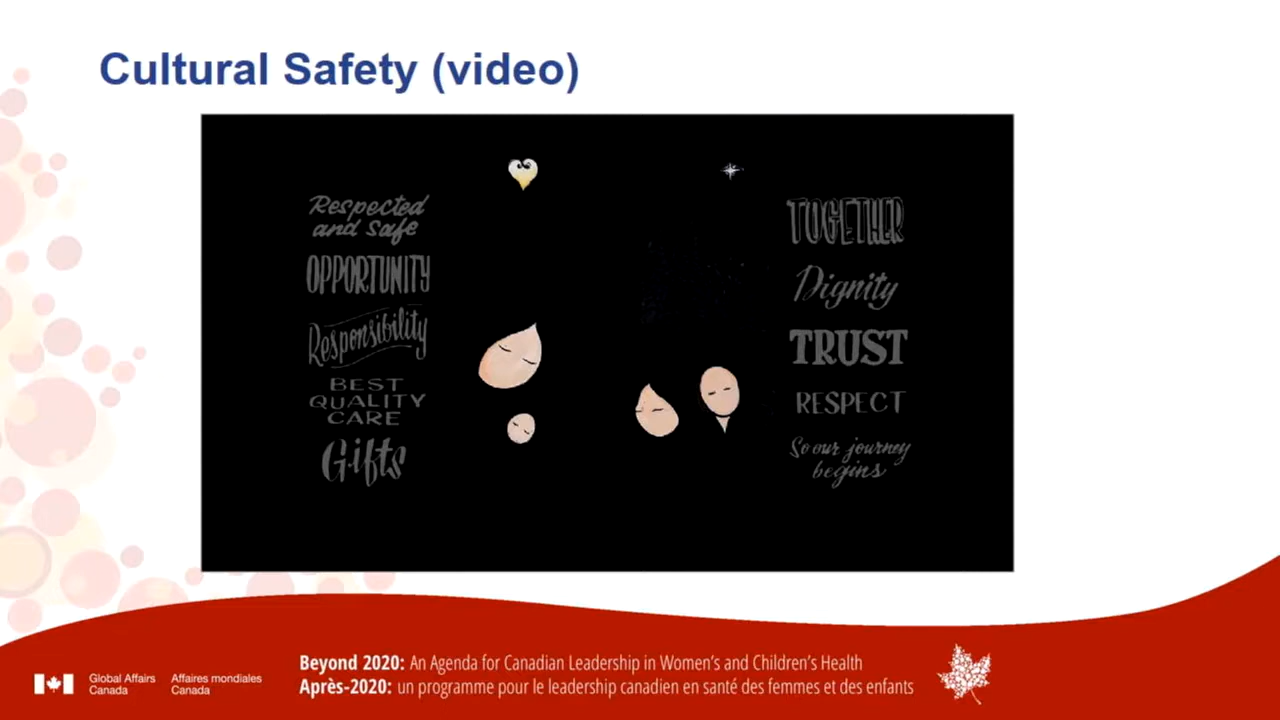 Cultural Safety (video)
Respected
and safe
OPPORTUNITY
Responsibility
BEST
QUALITY
CARE
Gifts
TOGETHER
Dignity
TRUST
RESPECT
So our journey
begins
Global Affairs
Canada
Affaires mondiales
Canada
Beyond 2020: An Agenda for Canadian Leadership in Women's and Children's Health
Après-2020: un programme pour le leadership canadien en santé des femmes et des enfants